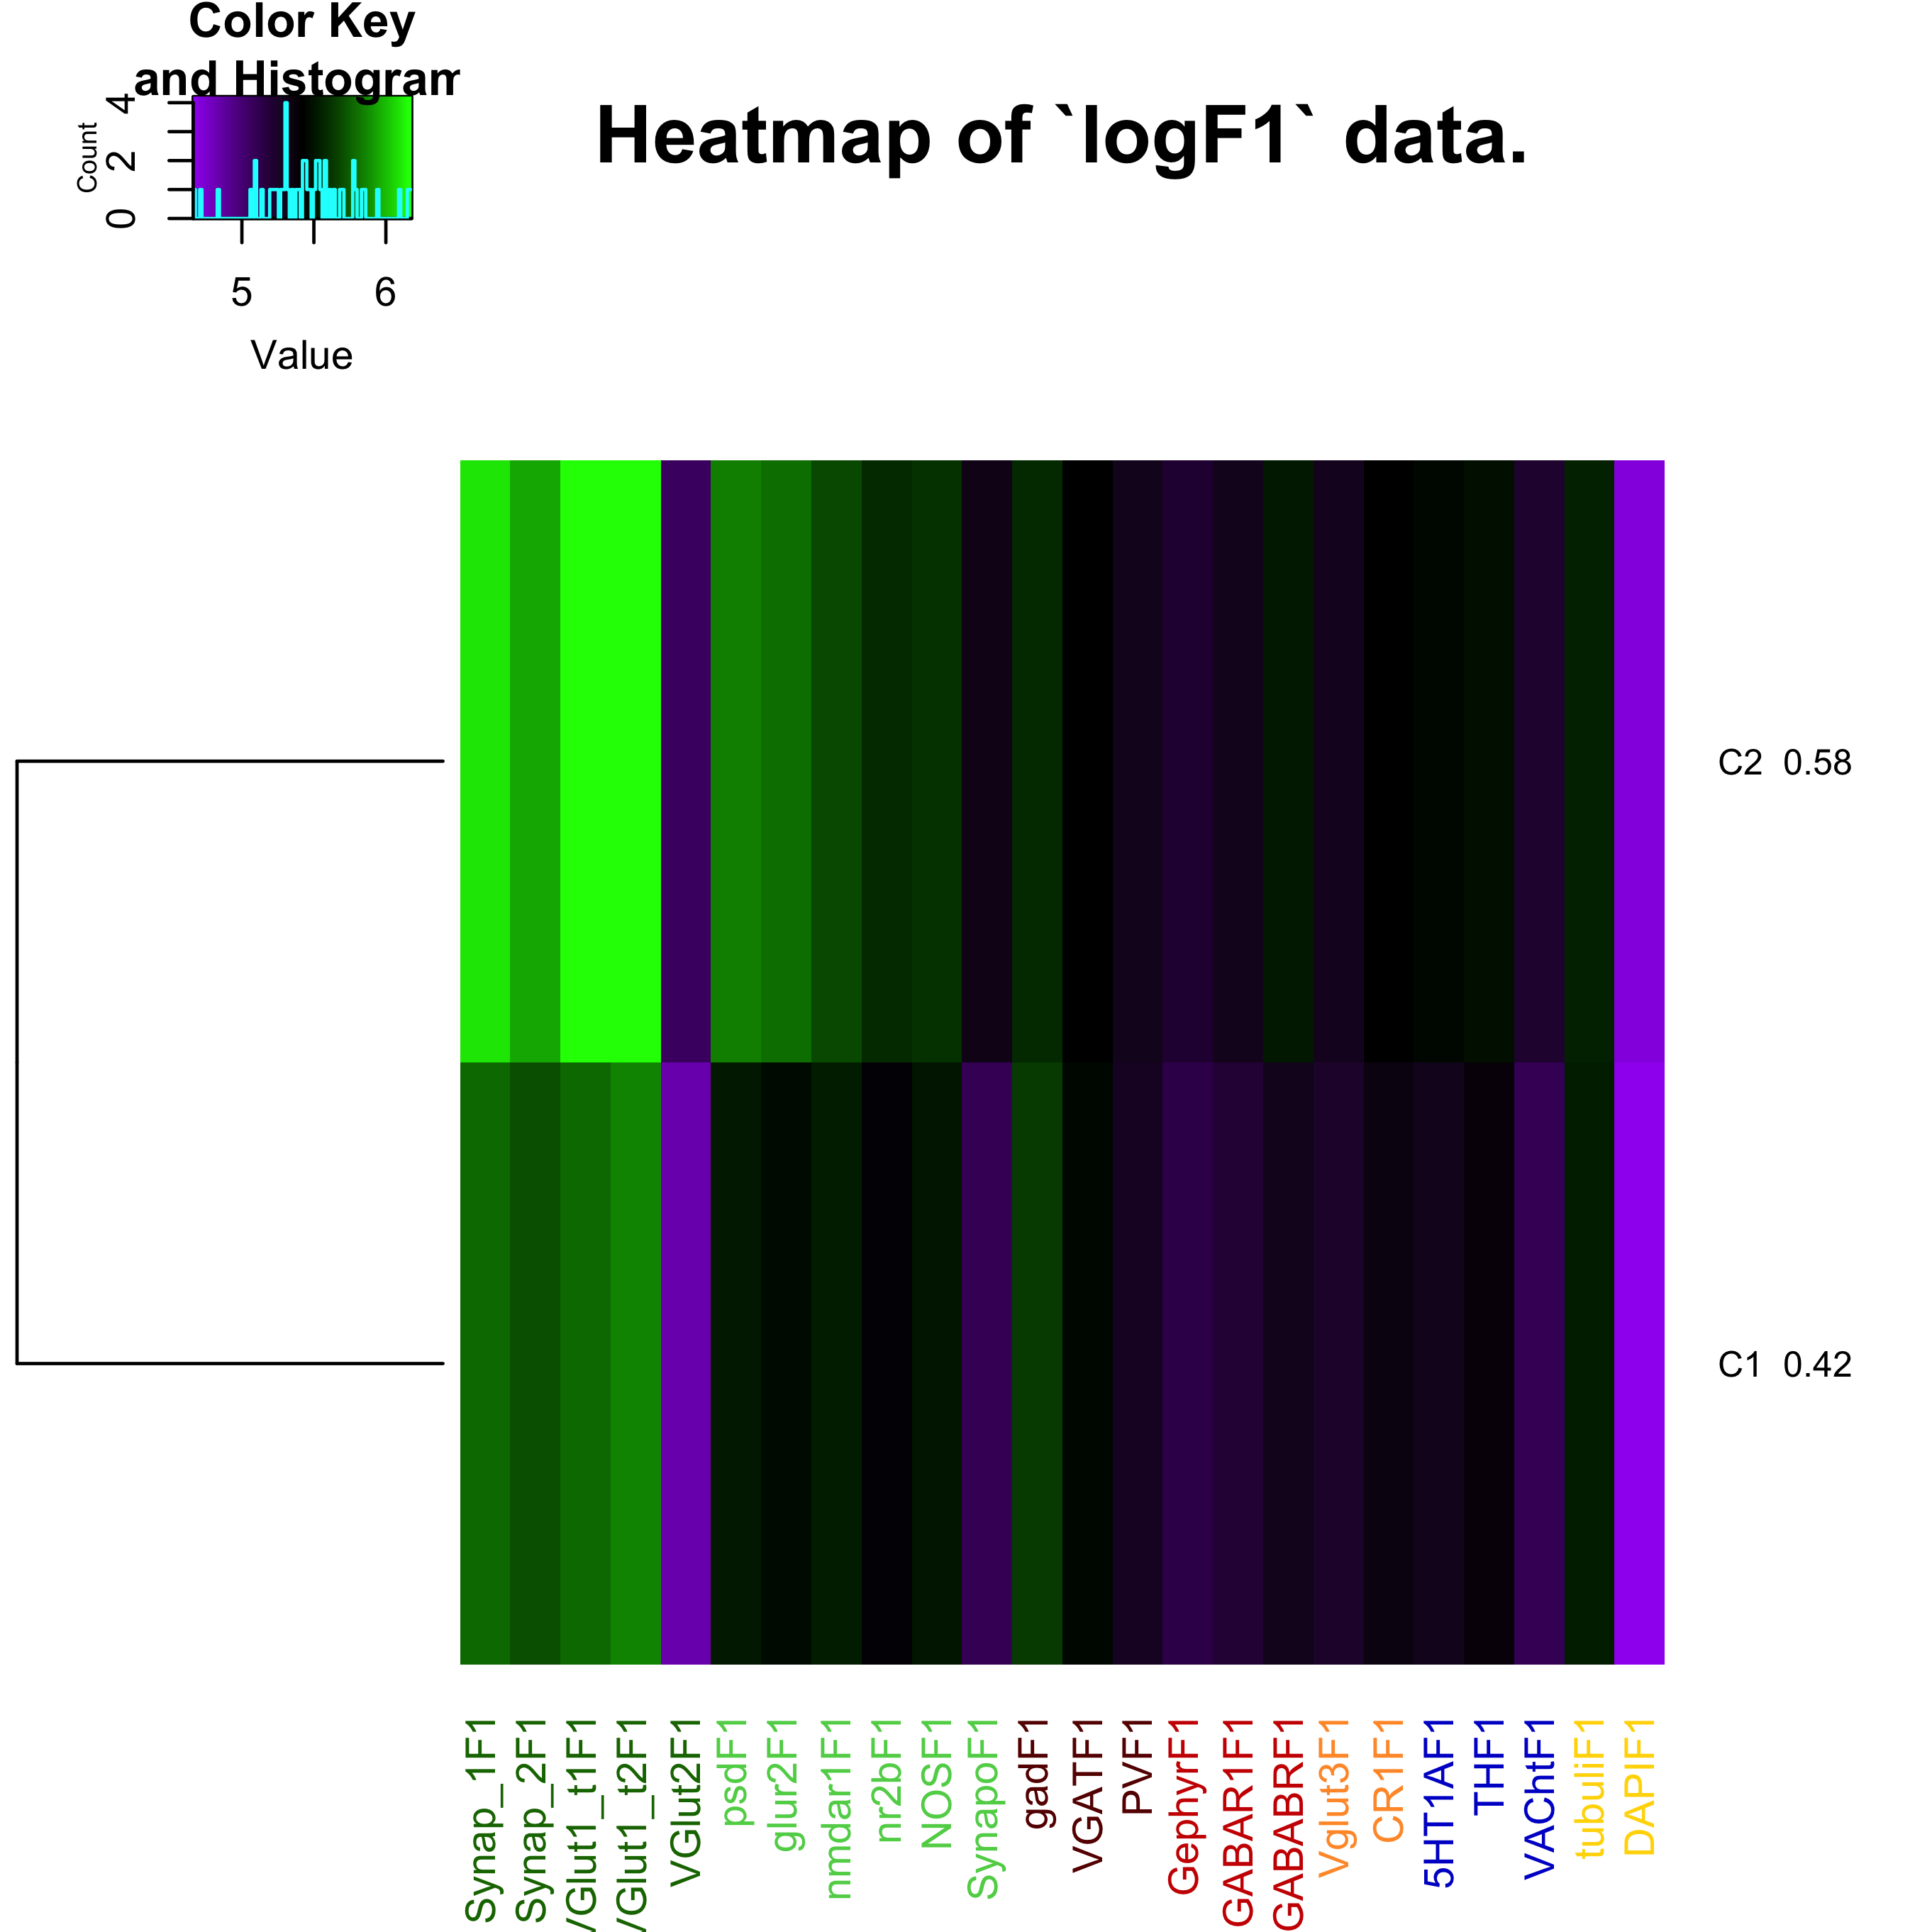 Color Key
and Histogram
Count
0 2 4
5 6
Value
Heatmap of `logF1` data.
C2 0.58
C1 0.42
Synap_1F1
Synap_2F1
VGlut1_t1F1
VGlut1_t2F1
VGlut2F1
psdF1
glur2F1
nmdar1F1
nr2bF1
NOSF1
SynapoF1
gadF1
VGATF1
PVF1
GephyrF1
GABAR1F1
GABABRF1
Vglut3F1
CR1F1
5HT1AF1
THF1
VAChtF1
tubuliF1
DAPIF1